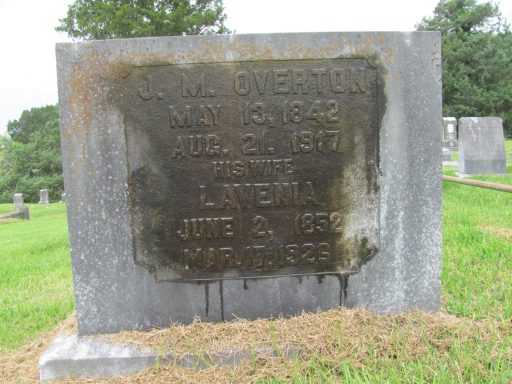 J. M. OVERTON
MAY 13, 1842
AUG. 21. 1917
HIS WIFE
LAVENIA
JUNE 2, 1852
MAR. 17, 1926